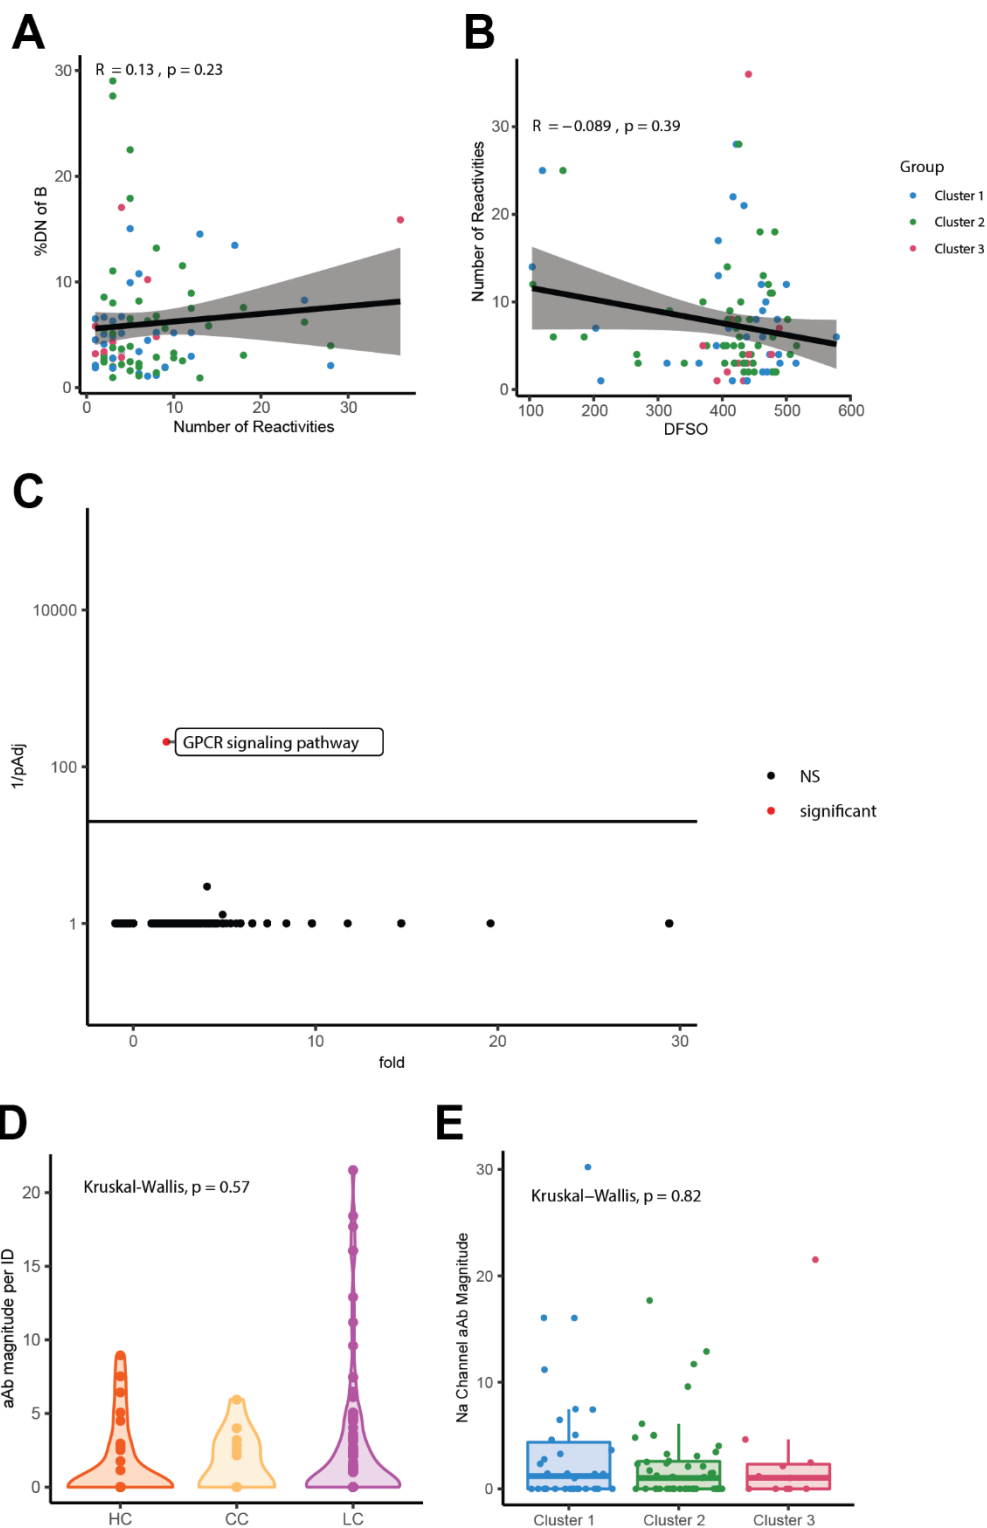 A
%DN of B
R = 0.13 , p = 0.23
30
20
10
0
0 10 20 30
Number of Reactivities
B
Number of Reactivities
R = −0.089 , p = 0.39
30
20
10
0
100 200 300 400 500 600
DFSO
Group
Cluster 1
Cluster 2
Cluster 3
C
1/pAdj
10000
100
1
GPCR signaling pathway
0 10 20 30
fold
NS
significant
D
aAb magnitude per ID
Kruskal-Wallis, p = 0.57
20
15
10
5
0
HC CC LC
E
Na Channel aAb Magnitude
Kruskal−Wallis, p = 0.82
30
20
10
0
Cluster 1 Cluster 2 Cluster 3